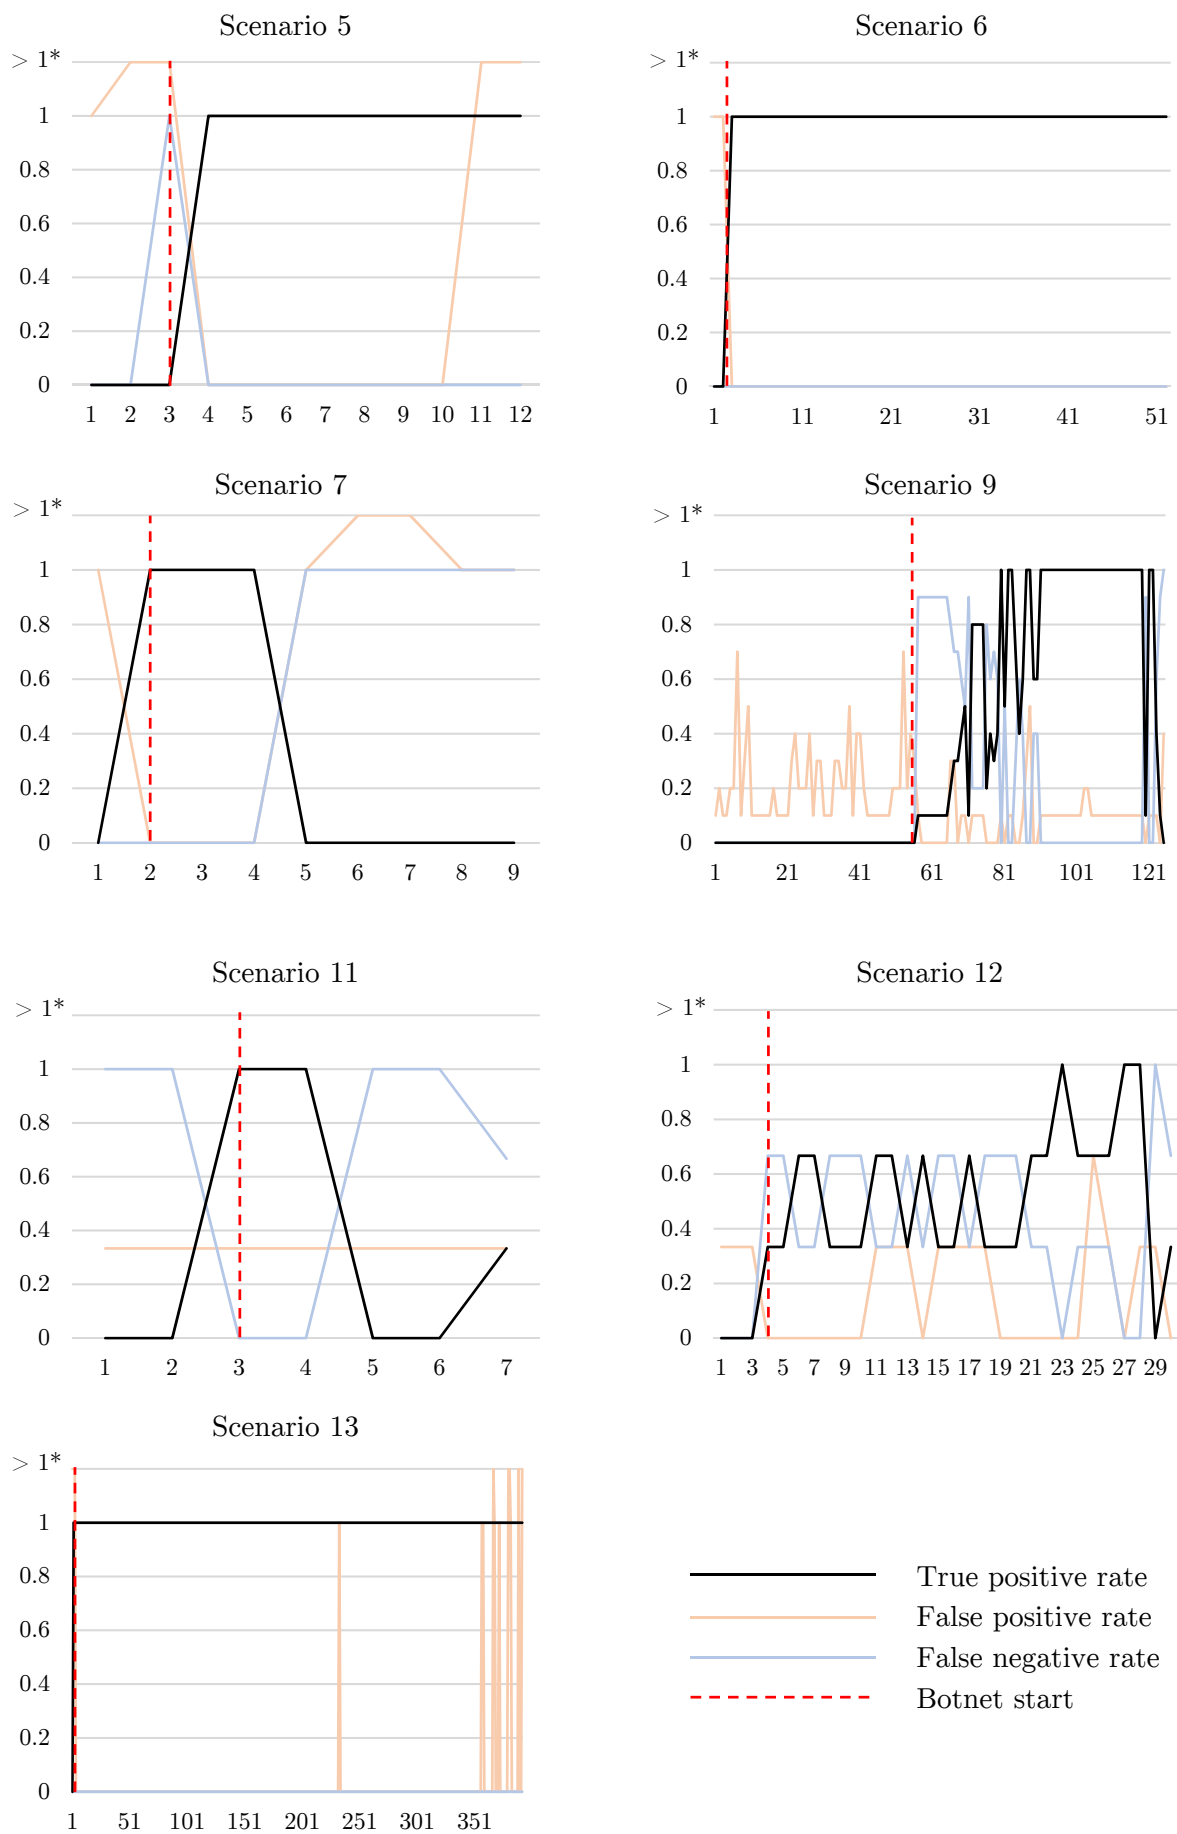 Scenario 5
> 1*
1
0.8
0.6
0.4
0.2
0
1 2 3 4 5 6 7 8 9 10 11 12
Scenario 6
> 1*
1
0.8
0.6
0.4
0.2
0
1 11 21 31 41 51
Scenario 7
> 1*
1
0.8
0.6
0.4
0.2
0
1 2 3 4 5 6 7 8 9
Scenario 9
> 1*
1
0.8
0.6
0.4
0.2
0
1 21 41 61 81 101 121
Scenario 11
> 1*
1
0.8
0.6
0.4
0.2
0
1 2 3 4 5 6 7
Scenario 12
> 1*
1
0.8
0.6
0.4
0.2
0
1 3 5 7 9 11 13 15 17 19 21 23 25 27 29
Scenario 13
> 1*
1
0.8
0.6
0.4
0.2
0
1 51 101 151 201 251 301 351
True positive rate
False positive rate
False negative rate
Botnet start